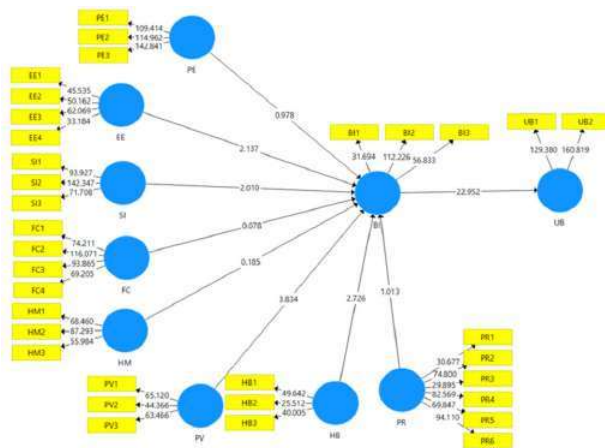 PE1
PE2
PE3
109.414
114.962
142.841
PE
EE1
EE2
EE3
EE4
45.535
50.162
62.069
33.184
EE
SI1
SI2
SI3
93.927
142.347
71.708
SI
FC1
FC2
FC3
FC4
74.211
116.071
93.865
69.205
FC
HM1
HM2
HM3
68.460
87.293
55.984
HM
PV1
PV2
PV3
65.120
44.366
63.466
PV
HB1
HB2
HB3
49.642
25.512
40.005
HB
PR
30.677
74.800
29.895
82.569
69.847
94.110
PR1
PR2
PR3
PR4
PR5
PR6
0.978
2.137
2.010
0.078
0.185
3.834
2.726
1.013
BI1
BI2
BI3
31.694
112.226
56.833
BI
22.952
UB1
UB2
129.380
160.819
UB